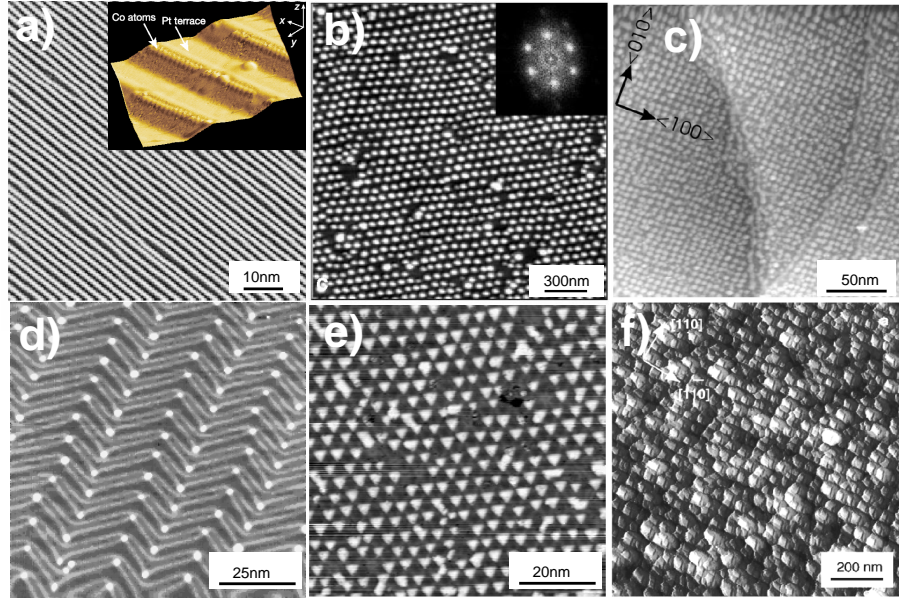 a)
Co atoms
Pt terrace
z
x
y
10nm
b)
300nm
c)
<010>
<100>
50nm
d)
25nm
e)
20nm
f)
[110]
200 nm